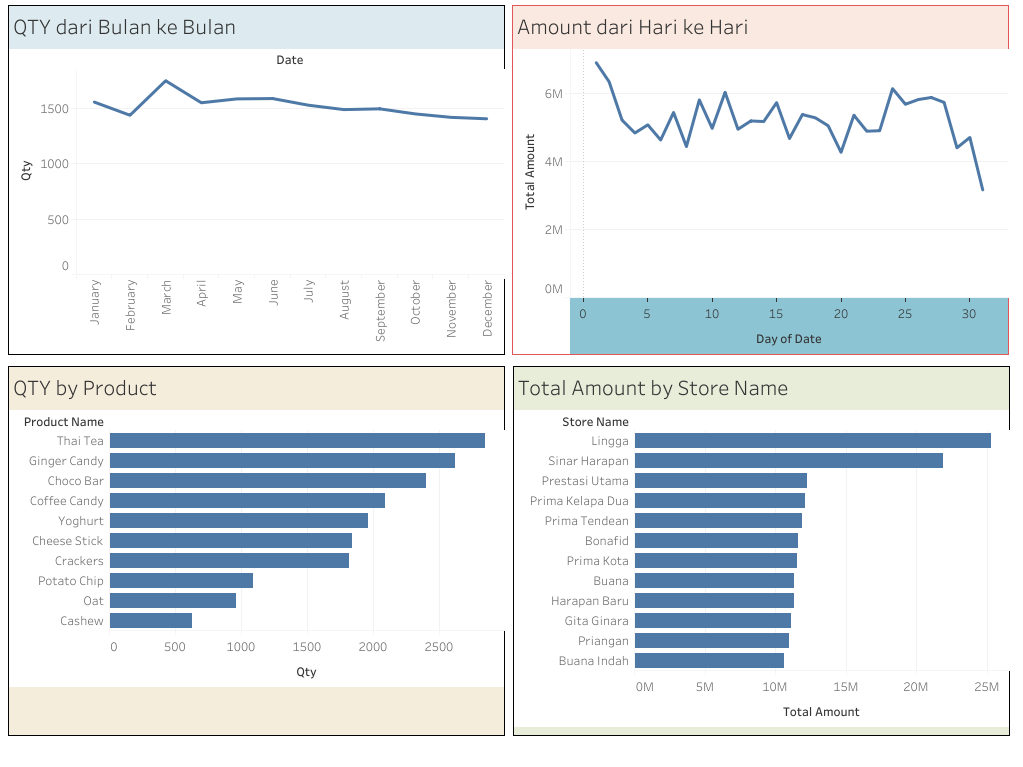 QTY dari Bulan ke Bulan
Date
Qty
1500
1000
500
0
January
February
March
April
May
June
July
August
September
October
November
December
Amount dari Hari ke Hari
Total Amount
6M
4M
2M
0M
0 5 10 15 20 25 30
Day of Date
QTY by Product
Product Name
Thai Tea
Ginger Candy
Choco Bar
Coffee Candy
Yoghurt
Cheese Stick
Crackers
Potato Chip
Oat
Cashew
0 500 1000 1500 2000 2500
Qty
Total Amount by Store Name
Store Name
Lingga
Sinar Harapan
Prestasi Utama
Prima Kelapa Dua
Prima Tendean
Bonafid
Prima Kota
Buana
Harapan Baru
Gita Ginara
Priangan
Buana Indah
0M 5M 10M 15M 20M 25M
Total Amount